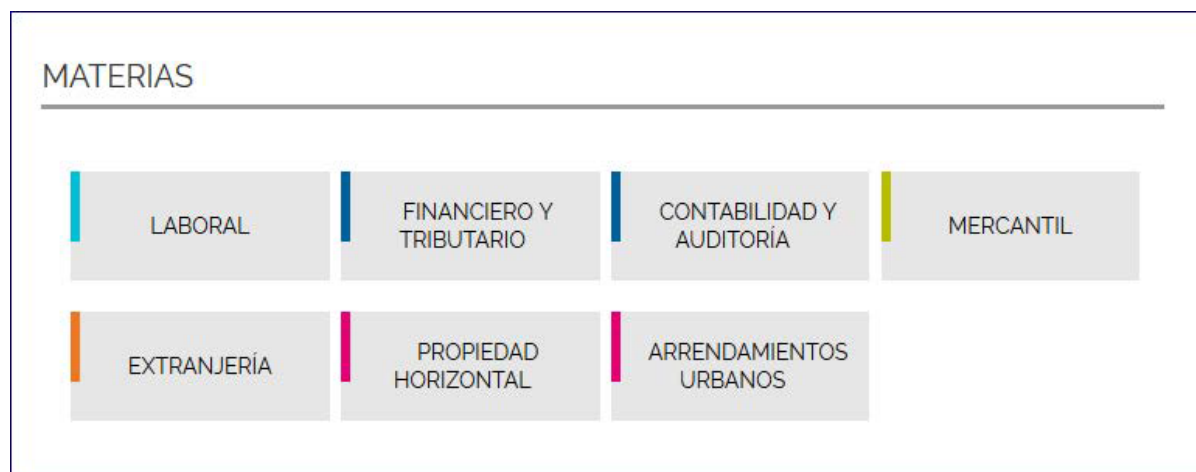 MATERIAS
LABORAL
FINANCIERO Y
TRIBUTARIO
CONTABILIDAD Y
AUDITORÍA
MERCANTIL
EXTRANJERÍA
PROPIEDAD
HORIZONTAL
ARRENDAMIENTOS
URBANOS